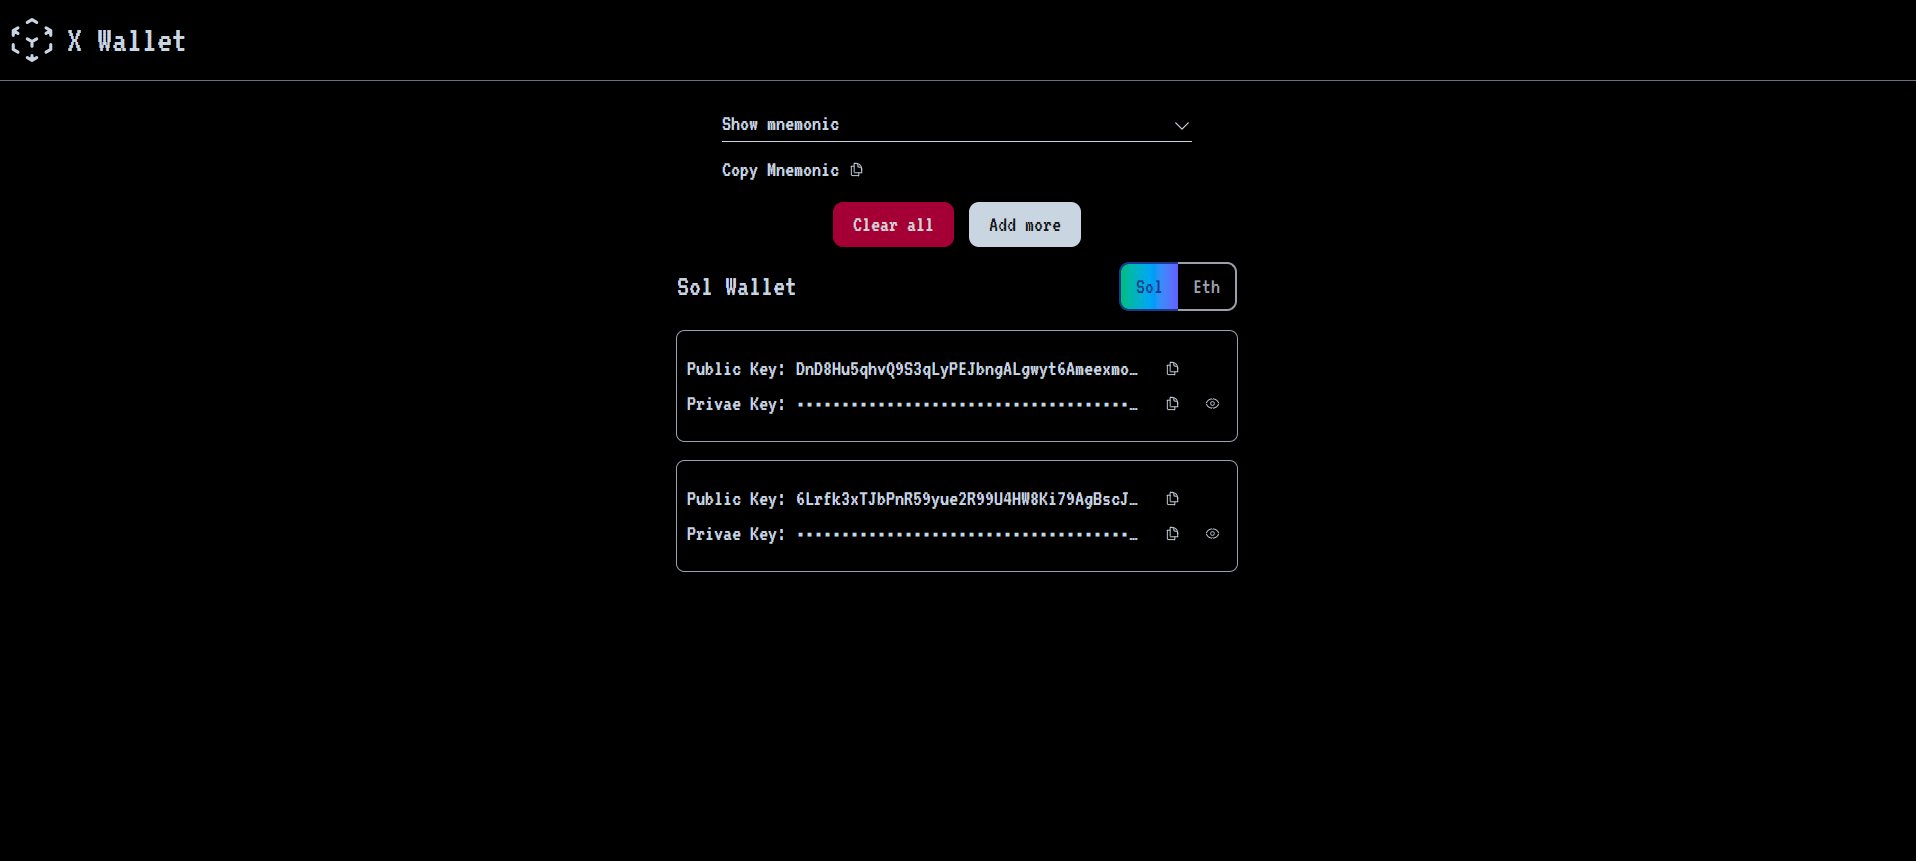 X Wallet
Show mnemonic
Copy Mnemonic
Clear all
Add more
Sol Wallet
Sol
Eth
Public Key: DnD8Hu5qhvQ9S3qLyPEJbngALgwyt6Ameexmo…
Privae Key: •••••••••••••••••••••••••••••••••••••…
Public Key: 6Lrfk3xTJbPnR59yue2R99U4HW8Ki79AgBscJ…
Privae Key: •••••••••••••••••••••••••••••••••••••…